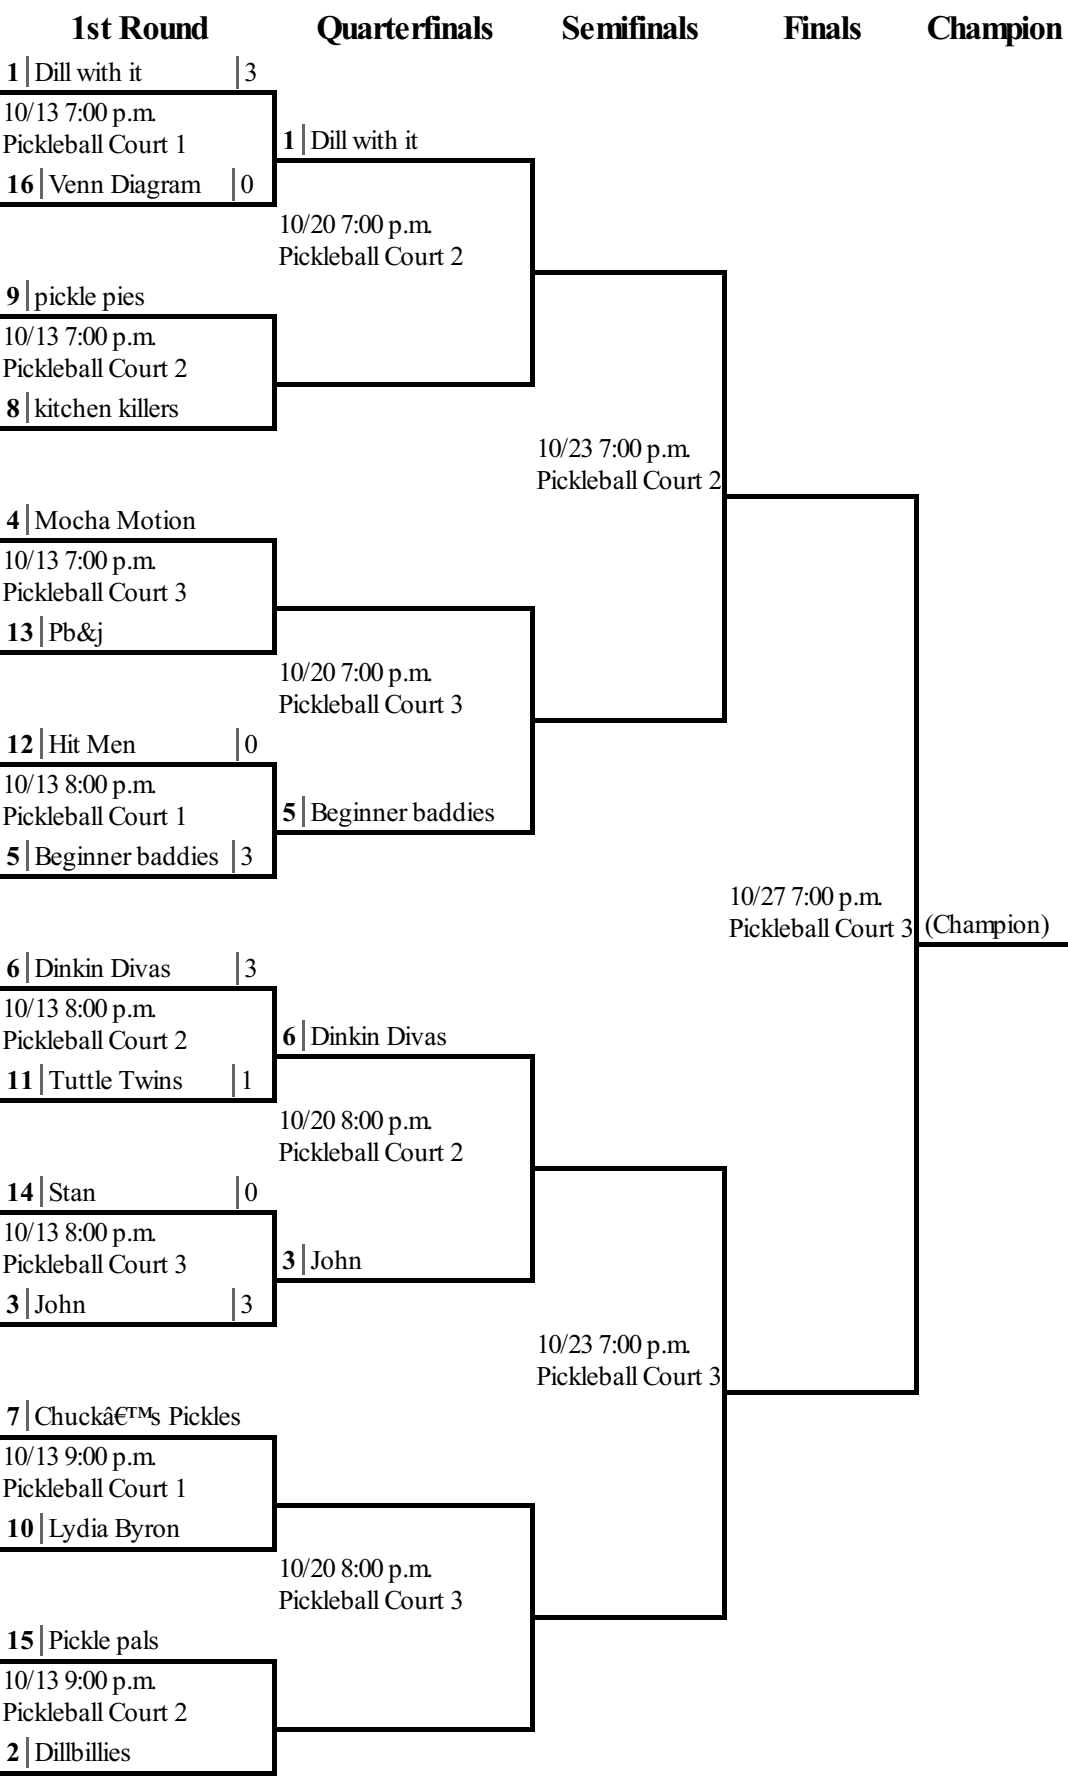 1st Round Quarterfinals Semifinals Finals Champion
1 Dill with it 3
10/13 7:00 p.m.
Pickleball Court 1
16 Venn Diagram 0
1 Dill with it
10/20 7:00 p.m.
Pickleball Court 2
9 pickle pies
10/13 7:00 p.m.
Pickleball Court 2
8 kitchen killers
10/23 7:00 p.m.
Pickleball Court 2
4 Mocha Motion
10/13 7:00 p.m.
Pickleball Court 3
13 Pb&j
10/20 7:00 p.m.
Pickleball Court 3
12 Hit Men 0
10/13 8:00 p.m.
Pickleball Court 1
5 Beginner baddies 3
5 Beginner baddies
10/27 7:00 p.m.
Pickleball Court 3
(Champion)
6 Dinkin Divas 3
10/13 8:00 p.m.
Pickleball Court 2
11 Tuttle Twins 1
6 Dinkin Divas
10/20 8:00 p.m.
Pickleball Court 2
14 Stan 0
10/13 8:00 p.m.
Pickleball Court 3
3 John 3
3 John
10/23 7:00 p.m.
Pickleball Court 3
7 Chuckâ€™s Pickles
10/13 9:00 p.m.
Pickleball Court 1
10 Lydia Byron
10/20 8:00 p.m.
Pickleball Court 3
15 Pickle pals
10/13 9:00 p.m.
Pickleball Court 2
2 Dillbillies